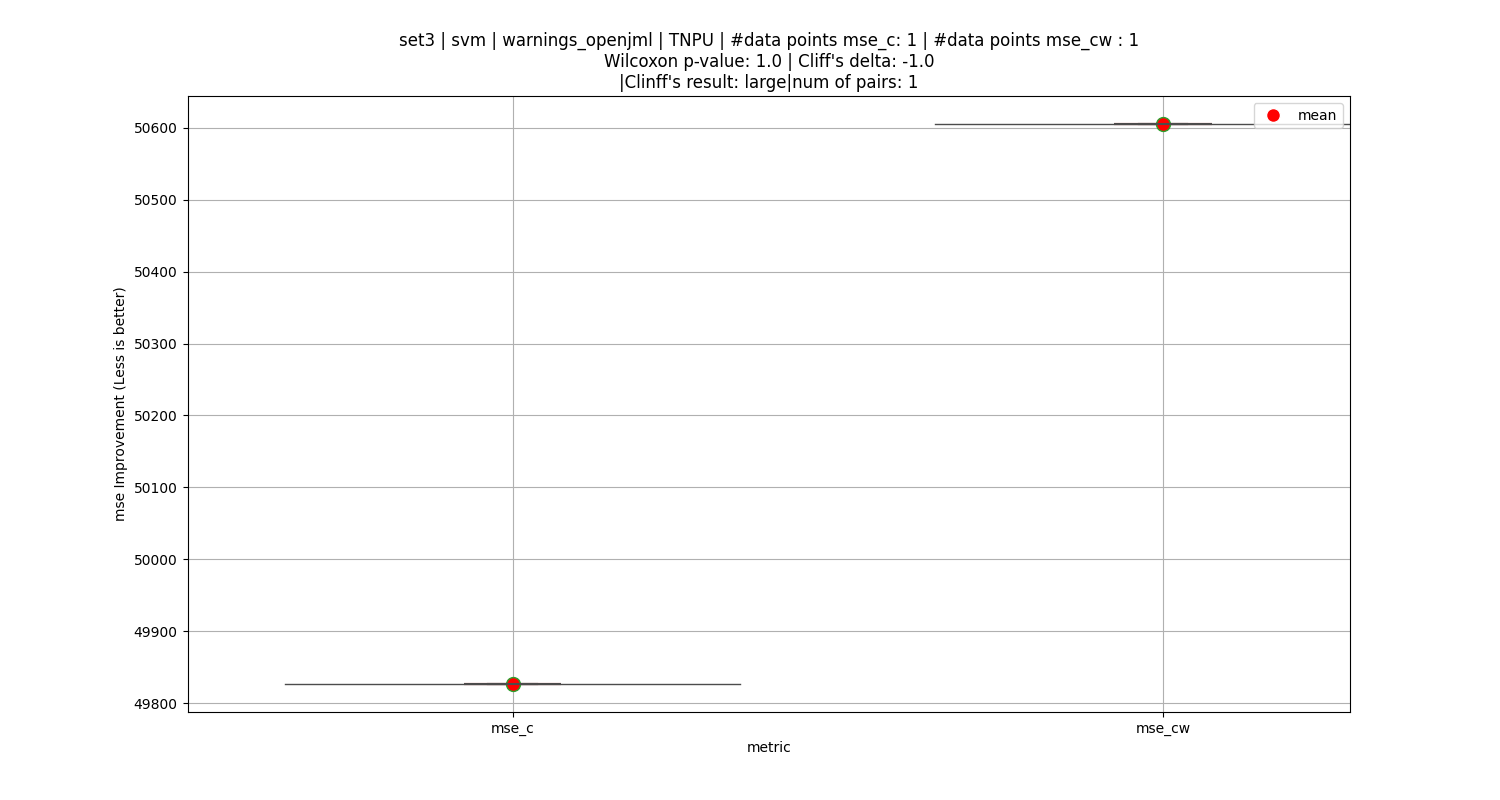 set3 | svm | warnings_openjml | TNPU | #data points mse_c: 1 | #data points mse_cw : 1
Wilcoxon p-value: 1.0 | Cliff's delta: -1.0
|Clinff's result: large|num of pairs: 1
mean
50600
50500
50400
50300
50200
50100
50000
49900
49800
mse Improvement (Less is better)
mse_c
mse_cw
metric